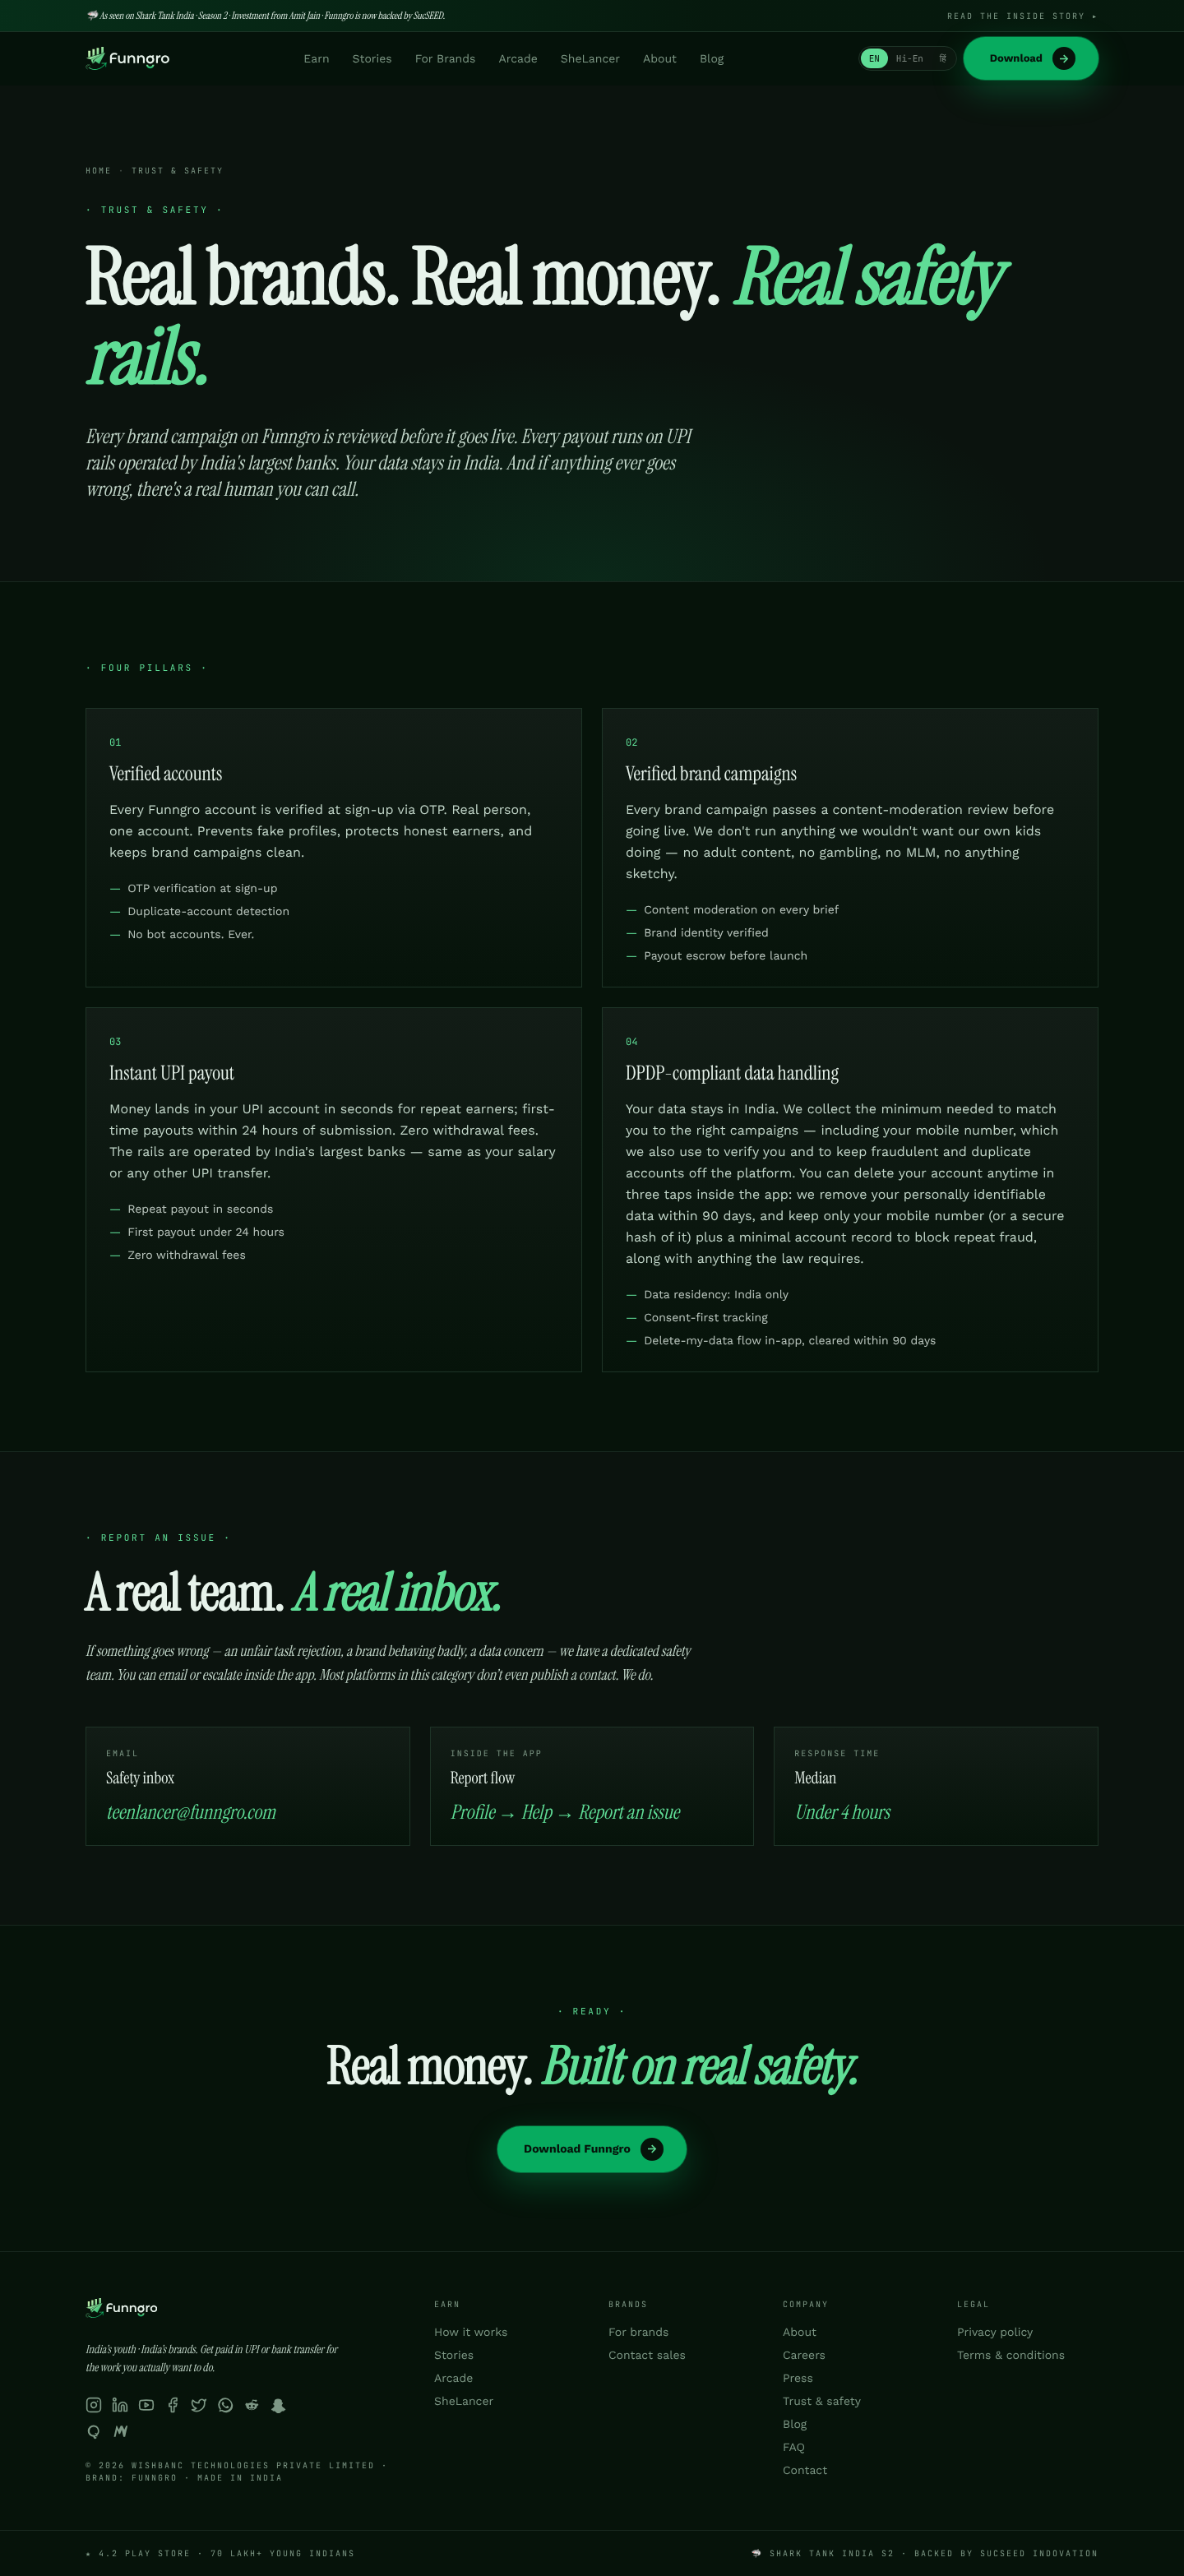 🦈 As seen on Shark Tank India · Season 2 · Investment from Amit Jain · Funngro is now backed by SucSEED.
READ THE INSIDE STORY ▸
Funngro
Earn
Stories
For Brands
Arcade
SheLancer
About
Blog
EN
Hi-En
हिं
Download →
HOME · TRUST & SAFETY
· TRUST & SAFETY ·
Real brands. Real money. Real safety
rails.
Every brand campaign on Funngro is reviewed before it goes live. Every payout runs on UPI
rails operated by India's largest banks. Your data stays in India. And if anything ever goes
wrong, there's a real human you can call.
· FOUR PILLARS ·
01
Verified accounts
Every Funngro account is verified at sign-up via OTP. Real person,
one account. Prevents fake profiles, protects honest earners, and
keeps brand campaigns clean.
— OTP verification at sign-up
— Duplicate-account detection
— No bot accounts. Ever.
02
Verified brand campaigns
Every brand campaign passes a content-moderation review before
going live. We don't run anything we wouldn't want our own kids
doing — no adult content, no gambling, no MLM, no anything
sketchy.
— Content moderation on every brief
— Brand identity verified
— Payout escrow before launch
03
Instant UPI payout
Money lands in your UPI account in seconds for repeat earners; first-
time payouts within 24 hours of submission. Zero withdrawal fees.
The rails are operated by India's largest banks — same as your salary
or any other UPI transfer.
— Repeat payout in seconds
— First payout under 24 hours
— Zero withdrawal fees
04
DPDP-compliant data handling
Your data stays in India. We collect the minimum needed to match
you to the right campaigns — including your mobile number, which
we also use to verify you and to keep fraudulent and duplicate
accounts off the platform. You can delete your account anytime in
three taps inside the app: we remove your personally identifiable
data within 90 days, and keep only your mobile number (or a secure
hash of it) plus a minimal account record to block repeat fraud,
along with anything the law requires.
— Data residency: India only
— Consent-first tracking
— Delete-my-data flow in-app, cleared within 90 days
· REPORT AN ISSUE ·
A real team. A real inbox.
If something goes wrong — an unfair task rejection, a brand behaving badly, a data concern — we have a dedicated safety
team. You can email or escalate inside the app. Most platforms in this category don't even publish a contact. We do.
EMAIL
Safety inbox
teenlancer@funngro.com
INSIDE THE APP
Report flow
Profile → Help → Report an issue
RESPONSE TIME
Median
Under 4 hours
· READY ·
Real money. Built on real safety.
Download Funngro →
Funngro
India's youth · India's brands. Get paid in UPI or bank transfer for
the work you actually want to do.
© 2026 WISHBANC TECHNOLOGIES PRIVATE LIMITED ·
BRAND: FUNNGRO · MADE IN INDIA
EARN
How it works
Stories
Arcade
SheLancer
BRANDS
For brands
Contact sales
COMPANY
About
Careers
Press
Trust & safety
Blog
FAQ
Contact
LEGAL
Privacy policy
Terms & conditions
★ 4.2 PLAY STORE · 70 LAKH+ YOUNG INDIANS
🦈 SHARK TANK INDIA S2 · BACKED BY SUCSEED INDOVATION